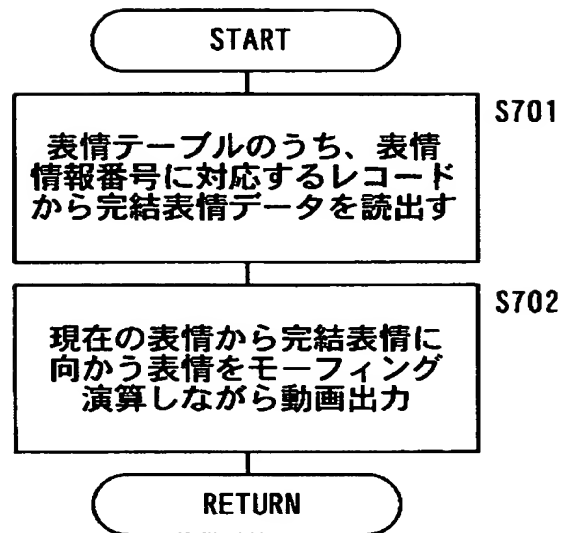 START
S701
表情テーブルのうち、表情
情報番号に対応するレコード
から完結表情データを読出す
S702
現在の表情から完結表情に
向かう表情をモーフィング
演算しながら動画出力
RETURN